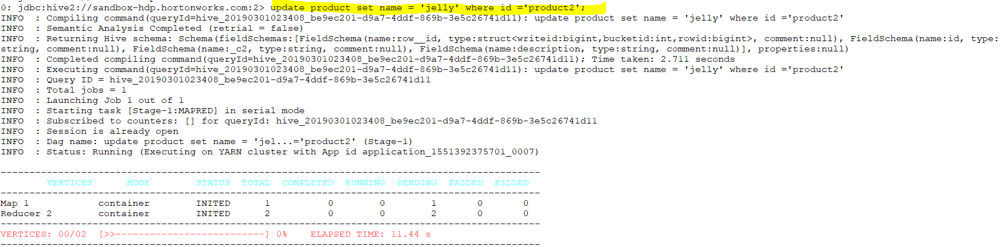 0: jdbc:hive2://sandbox-hdp.hortonworks.com:2> update product set name = 'jelly' where id ='product2';
INFO  : Compiling command(queryId=hive_20190301023408_be9ec201-d9a7-4ddf-869b-3e5c26741d11): update product set name = 'jelly' where id ='product2'
INFO  : Semantic Analysis Completed (retrial = false)
INFO  : Returning Hive schema: Schema(fieldSchemas:[FieldSchema(name:row__id, type:struct<writeid:bigint,bucketid:int,rowid:bigint>, comment:null), FieldSchema(name:id, type:
string, comment:null), FieldSchema(name:_c2, type:string, comment:null), FieldSchema(name:description, type:string, comment:null)], properties:null)
INFO  : Completed compiling command(queryId=hive_20190301023408_be9ec201-d9a7-4ddf-869b-3e5c26741d11); Time taken: 2.711 seconds
INFO  : Executing command(queryId=hive_20190301023408_be9ec201-d9a7-4ddf-869b-3e5c26741d11): update product set name = 'jelly' where id ='product2'
INFO  : Query ID = hive_20190301023408_be9ec201-d9a7-4ddf-869b-3e5c26741d11
INFO  : Total jobs = 1
INFO  : Launching Job 1 out of 1
INFO  : Starting task [Stage-1:MAPRED] in serial mode
INFO  : Subscribed to counters: [] for queryId: hive_20190301023408_be9ec201-d9a7-4ddf-869b-3e5c26741d11
INFO  : Session is already open
INFO  : Dag name: update product set name = 'jel...='product2' (Stage-1)
INFO  : Status: Running (Executing on YARN cluster with App id application_1551392375701_0007)
----------------------------------------------------------------------------------------------
        VERTICES      MODE        STATUS  TOTAL  COMPLETED  RUNNING  PENDING  FAILED  KILLED
----------------------------------------------------------------------------------------------
Map 1            container        INITED      1          0        0        1       0       0
Reducer 2        container        INITED      2          0        0        2       0       0
----------------------------------------------------------------------------------------------
VERTICES: 00/02  [>>--------------------------] 0%    ELAPSED TIME: 11.44 s
----------------------------------------------------------------------------------------------